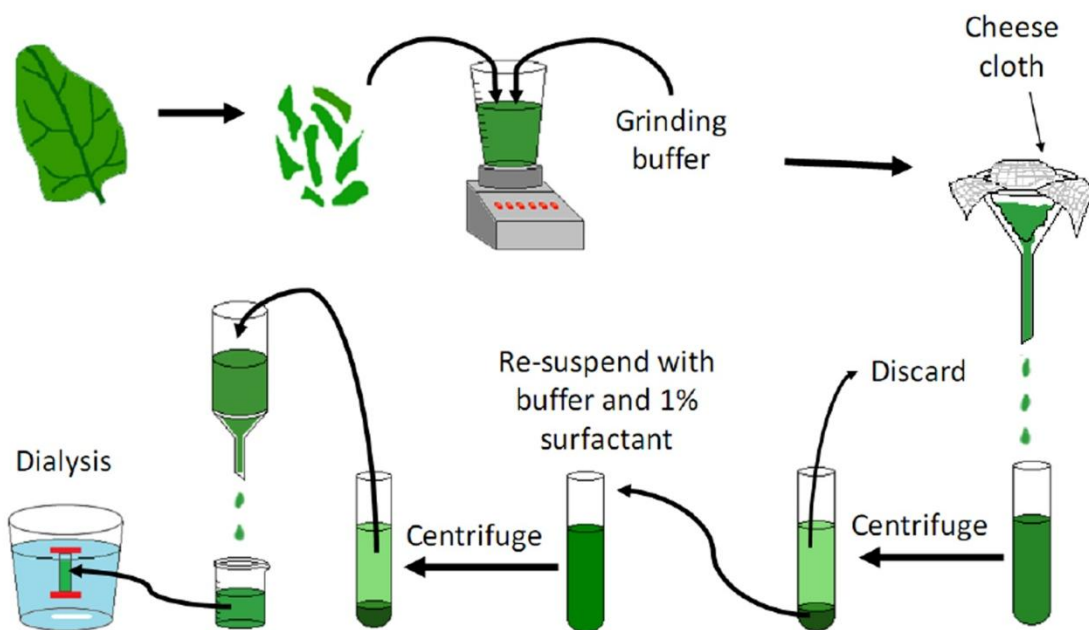 Cheese
cloth
Grinding
buffer
Re-suspend with
buffer and 1%
surfactant
Discard
Dialysis
Centrifuge
Centrifuge